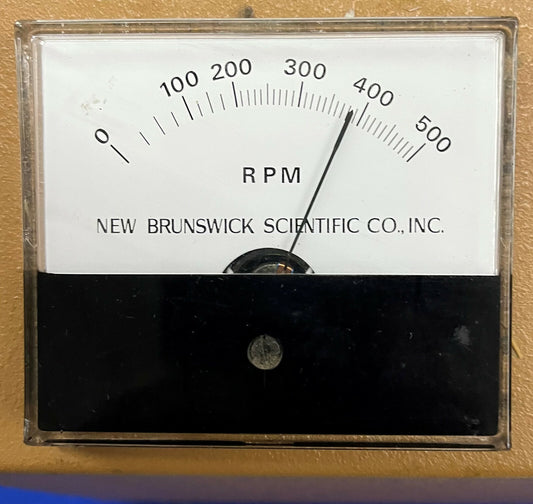 0 100 200 300 400 500
RPM
NEW BRUNSWICK SCIENTIFIC CO., INC.